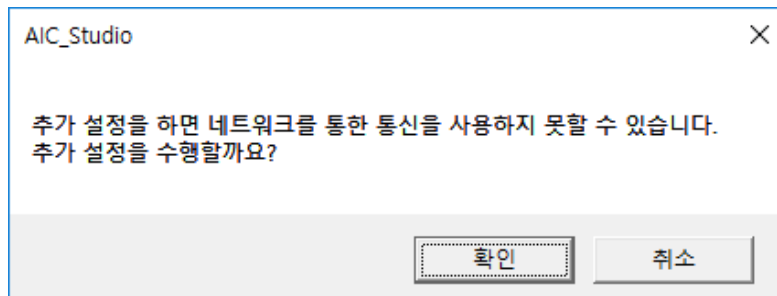 AIC_Studio
추가 설정을 하면 네트워크를 통한 통신을 사용하지 못할 수 있습니다.
추가 설정을 수행할까요?
확인
취소